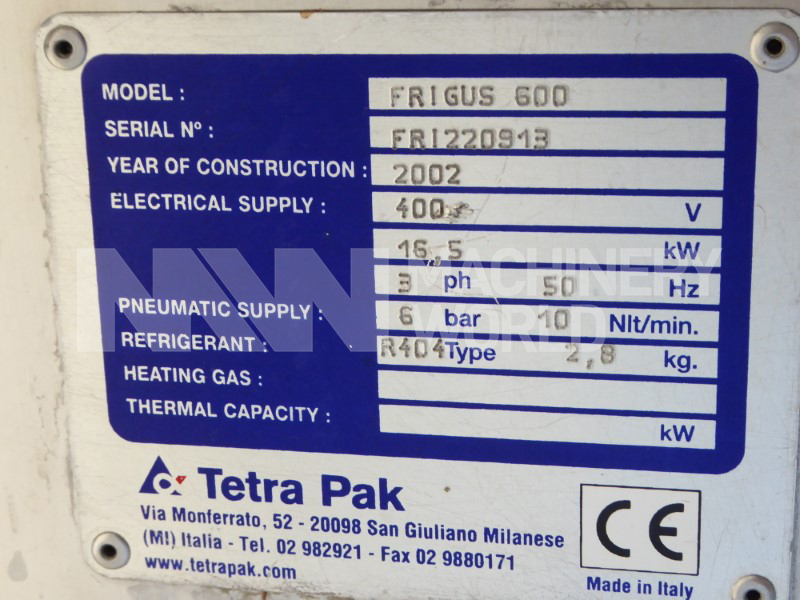 MODEL : FRIGUS 600
SERIAL Nº : FRI220913
YEAR OF CONSTRUCTION : 2002
ELECTRICAL SUPPLY : 400 V
16,5 kW
3 ph 50 Hz
PNEUMATIC SUPPLY : 6 bar 10 Nlt/min.
REFRIGERANT : R404 Type 2,8 kg.
HEATING GAS :
THERMAL CAPACITY : kW
Tetra Pak
Via Monferrato, 52 - 20098 San Giuliano Milanese
(M!) Italia - Tel. 02 982921 - Fax 02 9880171
www.tetrapak.com
CE
Made in Italy
MW MACHINERY
WORLD